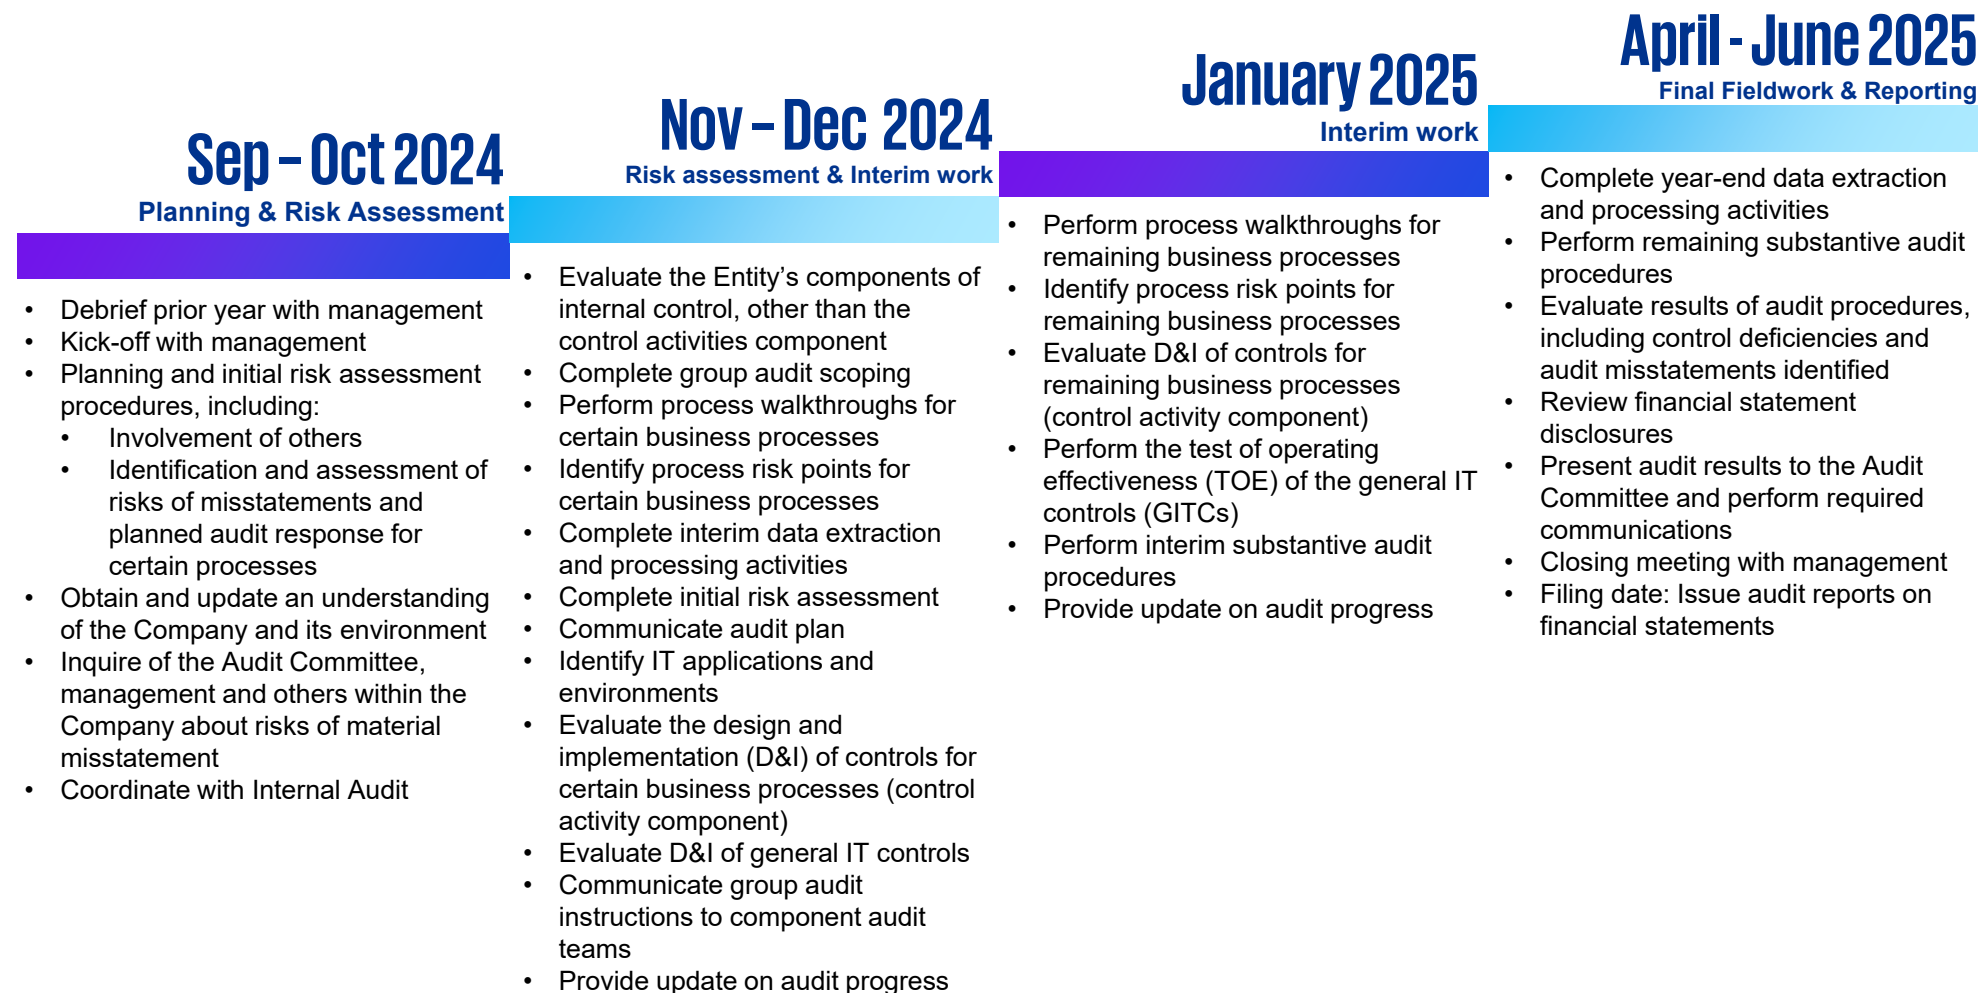 Sep – Oct 2024
Planning & Risk Assessment
• Debrief prior year with management
• Kick-off with management
• Planning and initial risk assessment
procedures, including:
• Involvement of others
• Identification and assessment of
risks of misstatements and
planned audit response for
certain processes
• Obtain and update an understanding
of the Company and its environment
• Inquire of the Audit Committee,
management and others within the
Company about risks of material
misstatement
• Coordinate with Internal Audit
Nov – Dec 2024
Risk assessment & Interim work
• Evaluate the Entity’s components of
internal control, other than the
control activities component
• Complete group audit scoping
• Perform process walkthroughs for
certain business processes
• Identify process risk points for
certain business processes
• Complete interim data extraction
and processing activities
• Complete initial risk assessment
• Communicate audit plan
• Identify IT applications and
environments
• Evaluate the design and
implementation (D&I) of controls for
certain business processes (control
activity component)
• Evaluate D&I of general IT controls
• Communicate group audit
instructions to component audit
teams
• Provide update on audit progress
January 2025
Interim work
• Perform process walkthroughs for
remaining business processes
• Identify process risk points for
remaining business processes
• Evaluate D&I of controls for
remaining business processes
(control activity component)
• Perform the test of operating
effectiveness (TOE) of the general IT
controls (GITCs)
• Perform interim substantive audit
procedures
• Provide update on audit progress
April - June 2025
Final Fieldwork & Reporting
• Complete year-end data extraction
and processing activities
• Perform remaining substantive audit
procedures
• Evaluate results of audit procedures,
including control deficiencies and
audit misstatements identified
• Review financial statement
disclosures
• Present audit results to the Audit
Committee and perform required
communications
• Closing meeting with management
• Filing date: Issue audit reports on
financial statements